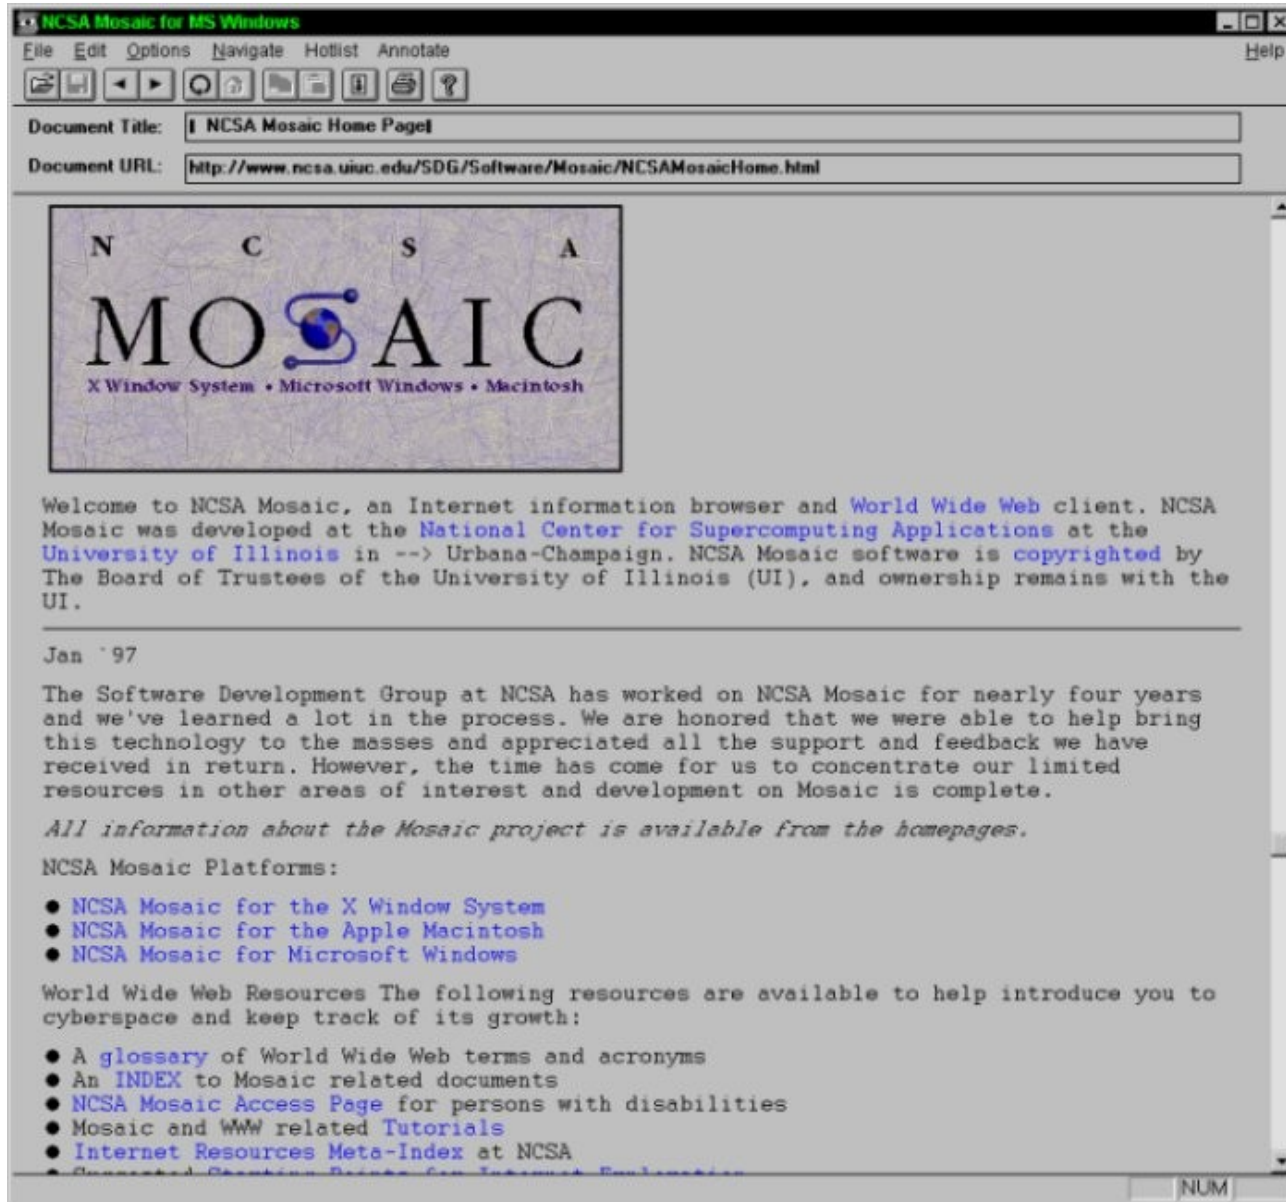 NCSA Mosaic for MS Windows
File Edit Options Navigate Hotlist Annotate Help
Document Title: NCSA Mosaic Home Page
Document URL: http://www.ncsa.uiuc.edu/SDG/Software/Mosaic/NCSAMosaicHome.html
N C S A
MOSAIC
X Window System • Microsoft Windows • Macintosh
Welcome to NCSA Mosaic, an Internet information browser and World Wide Web client. NCSA
Mosaic was developed at the National Center for Supercomputing Applications at the
University of Illinois in --> Urbana-Champaign. NCSA Mosaic software is copyrighted by
The Board of Trustees of the University of Illinois (UI), and ownership remains with the
UI.
Jan `97
The Software Development Group at NCSA has worked on NCSA Mosaic for nearly four years
and we've learned a lot in the process. We are honored that we were able to help bring
this technology to the masses and appreciated all the support and feedback we have
received in return. However, the time has come for us to concentrate our limited
resources in other areas of interest and development on Mosaic is complete.
All information about the Mosaic project is available from the homepages.
NCSA Mosaic Platforms:
● NCSA Mosaic for the X Window System
● NCSA Mosaic for the Apple Macintosh
● NCSA Mosaic for Microsoft Windows
World Wide Web Resources The following resources are available to help introduce you to
cyberspace and keep track of its growth:
● A glossary of World Wide Web terms and acronyms
● An INDEX to Mosaic related documents
● NCSA Mosaic Access Page for persons with disabilities
● Mosaic and WWW related Tutorials
● Internet Resources Meta-Index at NCSA
● Suggested Starting Points for Internet Exploration
NUM